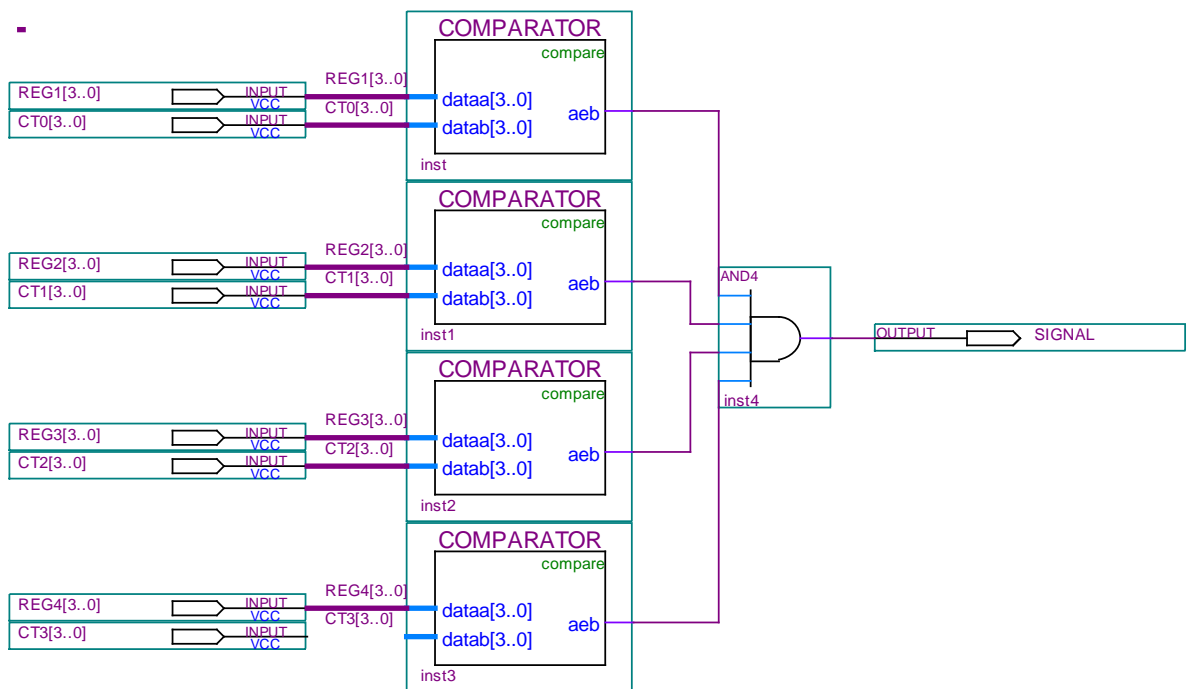 COMPARATOR
compare
REG1[3..0] INPUT VCC REG1[3..0] dataa[3..0]
CT0[3..0] INPUT VCC CT0[3..0] datab[3..0]
aeb
inst
COMPARATOR
compare
REG2[3..0] INPUT VCC REG2[3..0] dataa[3..0]
CT1[3..0] INPUT VCC CT1[3..0] datab[3..0]
aeb
inst1
AND4
inst4
OUTPUT SIGNAL
COMPARATOR
compare
REG3[3..0] INPUT VCC REG3[3..0] dataa[3..0]
CT2[3..0] INPUT VCC CT2[3..0] datab[3..0]
aeb
inst2
COMPARATOR
compare
REG4[3..0] INPUT VCC REG4[3..0] dataa[3..0]
CT3[3..0] INPUT VCC CT3[3..0] datab[3..0]
aeb
inst3